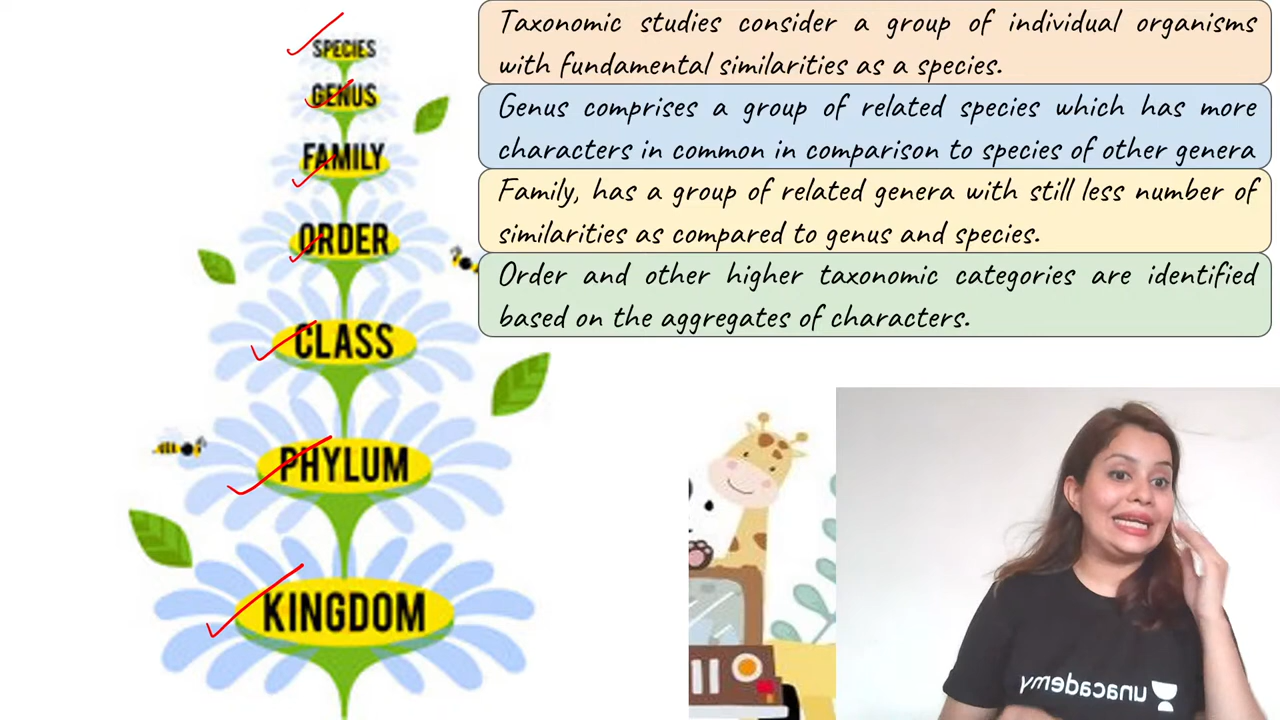 SPECIES
GENUS
FAMILY
ORDER
CLASS
PHYLUM
KINGDOM
Taxonomic studies consider a group of individual organisms
with fundamental similarities as a species.
Genus comprises a group of related species which has more
characters in common in comparison to species of other genera
Family, has a group of related genera with still less number of
similarities as compared to genus and species.
Order and other higher taxonomic categories are identified
based on the aggregates of characters.
unacademy